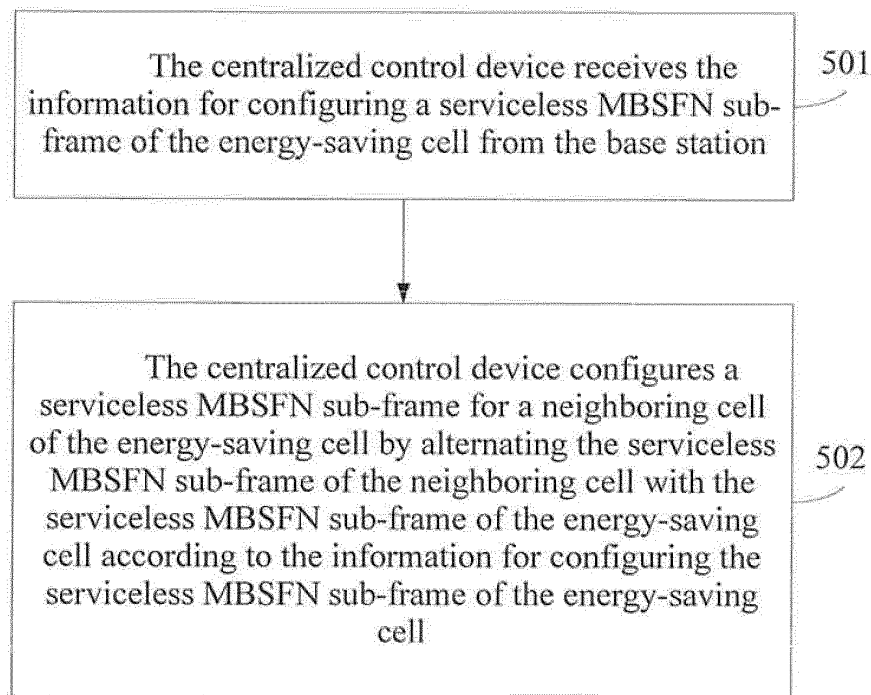 The centralized control device receives the
information for configuring a serviceless MBSFN sub-
frame of the energy-saving cell from the base station
501
The centralized control device configures a
serviceless MBSFN sub-frame for a neighboring cell
of the energy-saving cell by alternating the serviceless
MBSFN sub-frame of the neighboring cell with the
serviceless MBSFN sub-frame of the energy-saving
cell according to the information for configuring the
serviceless MBSFN sub-frame of the energy-saving
cell
502